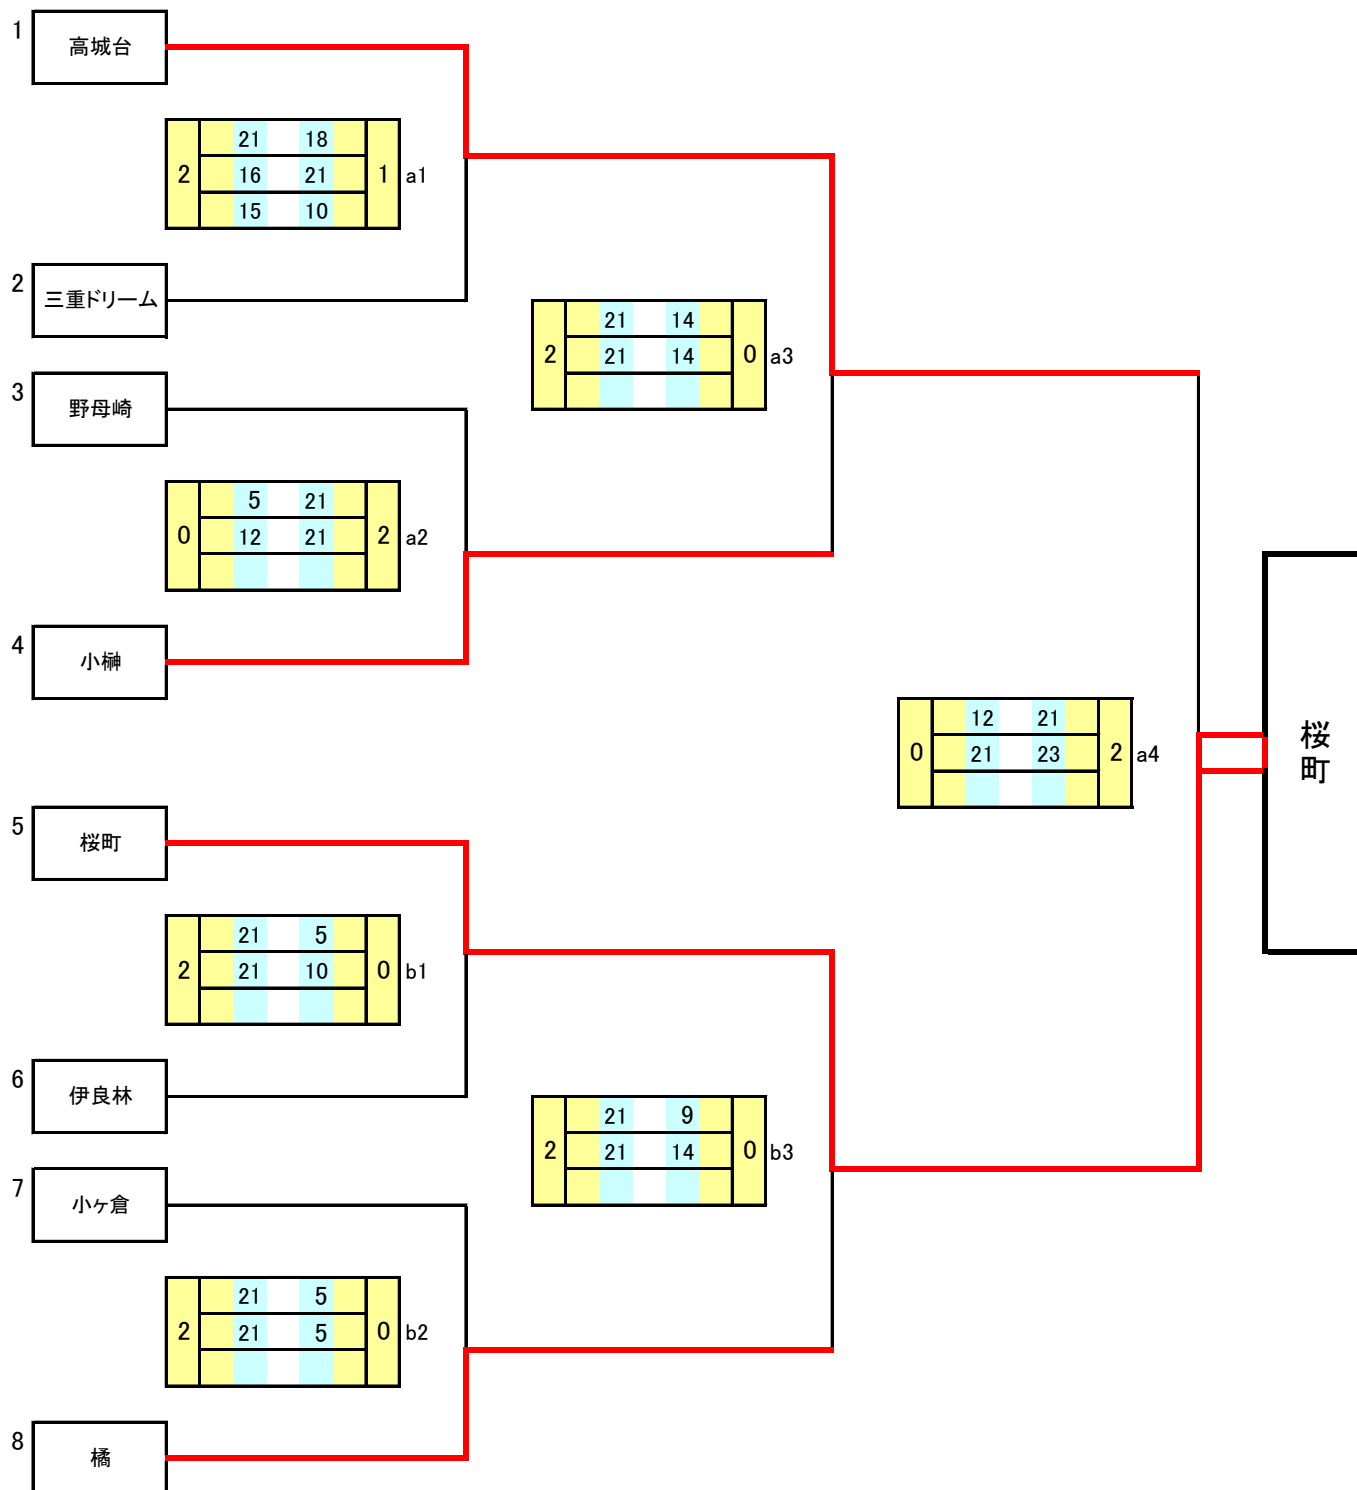 1
高城台
21 18
2 16 21 1 a1
15 10
2
三重ドリーム
21 14
2 21 14 0 a3
3
野母崎
5 21
0 12 21 2 a2
4
小榊
12 21
0 21 23 2 a4
桜町
5
桜町
21 5
2 21 10 0 b1
6
伊良林
21 9
2 21 14 0 b3
7
小ヶ倉
21 5
2 21 5 0 b2
8
橘